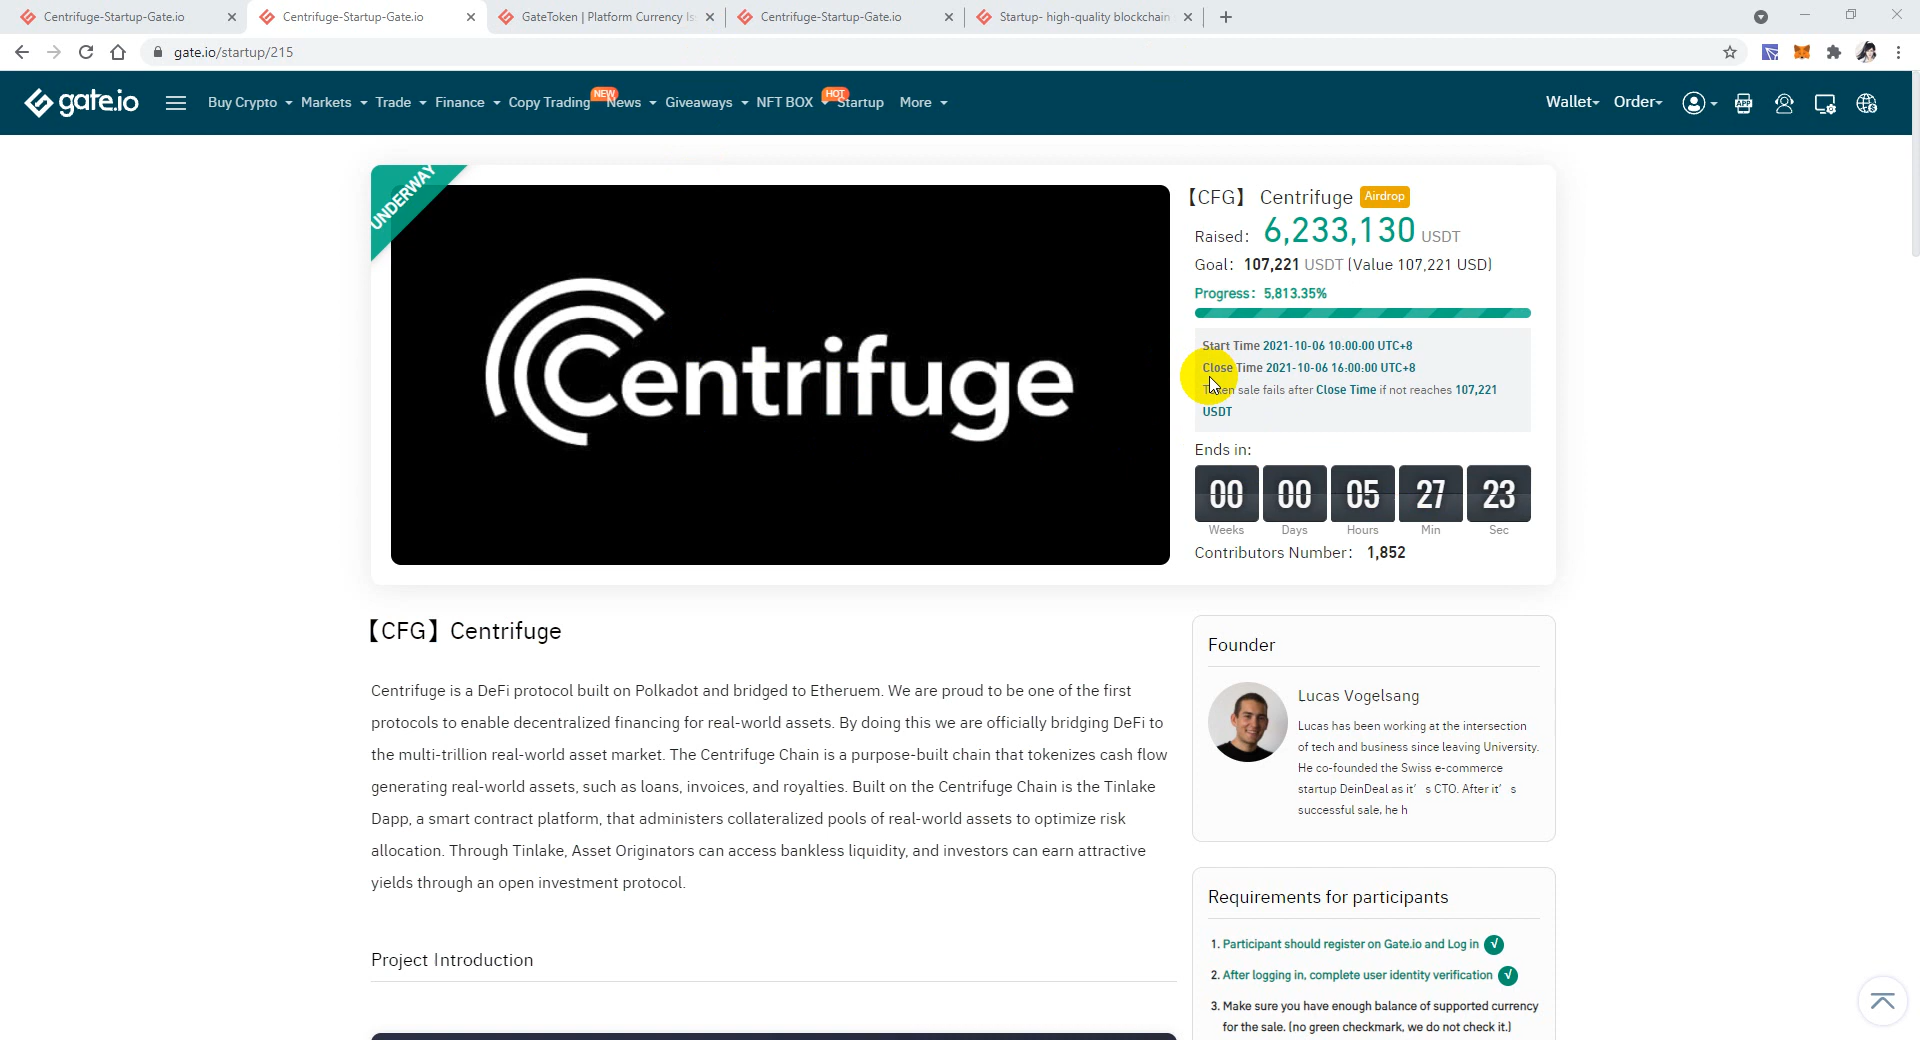 Centrifuge-Startup-Gate.io
Centrifuge-Startup-Gate.io
GateToken | Platform Currency Is
Centrifuge-Startup-Gate.io
Startup- high-quality blockchain
gate.io/startup/215
gate.io
Buy Crypto
Markets
Trade
Finance
Copy Trading
NEW
News
Giveaways
NFT BOX
HOT
Startup
More
Wallet
Order
APP
UNDERWAY
Centrifuge
【CFG】 Centrifuge Airdrop
Raised: 6,233,130 USDT
Goal: 107,221 USDT (Value 107,221 USD)
Progress: 5,813.35%
Start Time 2021-10-06 10:00:00 UTC+8
Close Time 2021-10-06 16:00:00 UTC+8
sale fails after Close Time if not reaches 107,221
USDT
Ends in:
00 00 05 27 23
Weeks Days Hours Min Sec
Contributors Number: 1,852
【CFG】 Centrifuge
Centrifuge is a DeFi protocol built on Polkadot and bridged to Etheruem. We are proud to be one of the first
protocols to enable decentralized financing for real-world assets. By doing this we are officially bridging DeFi to
the multi-trillion real-world asset market. The Centrifuge Chain is a purpose-built chain that tokenizes cash flow
generating real-world assets, such as loans, invoices, and royalties. Built on the Centrifuge Chain is the Tinlake
Dapp, a smart contract platform, that administers collateralized pools of real-world assets to optimize risk
allocation. Through Tinlake, Asset Originators can access bankless liquidity, and investors can earn attractive
yields through an open investment protocol.
Project Introduction
Founder
Lucas Vogelsang
Lucas has been working at the intersection
of tech and business since leaving University.
He co-founded the Swiss e-commerce
startup DeinDeal as it’ s CTO. After it’ s
successful sale, he h
Requirements for participants
1. Participant should register on Gate.io and Log in √
2. After logging in, complete user identity verification √
3. Make sure you have enough balance of supported currency
for the sale. (no green checkmark, we do not check it.)